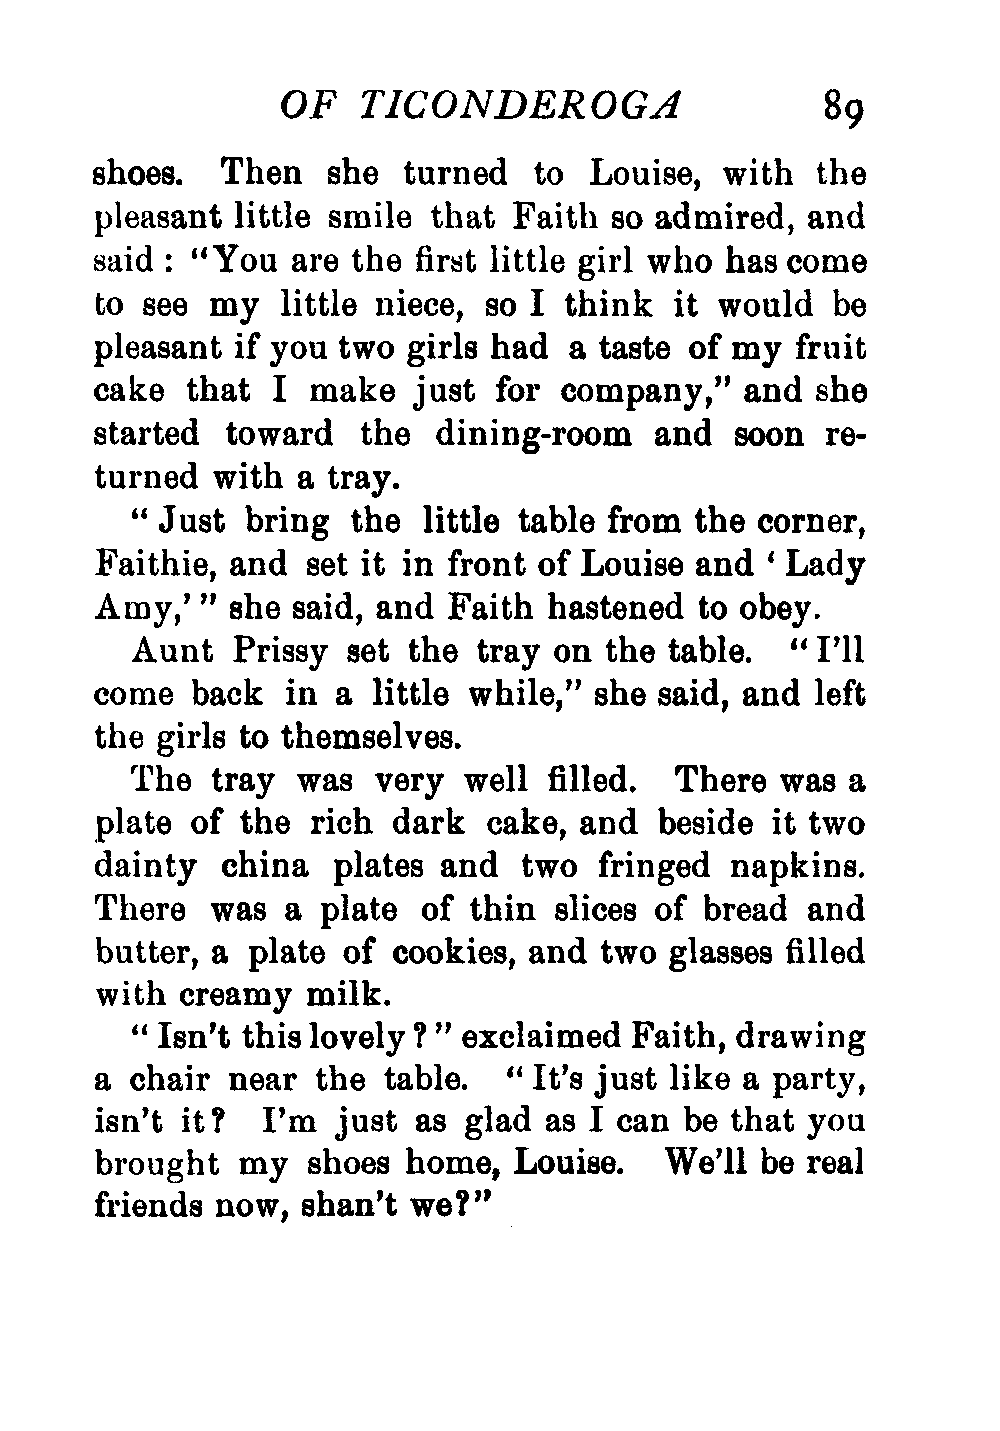 OF TICONDEROGA 89
shoes. Then she turned to Louise, with the
pleasant little smile that Faith so admired, and
said : "You are the first little girl who has come
to see my little niece, so I think it would be
pleasant if you two girls had a taste of my fruit
cake that I make just for company," and she
started toward the dining-room and soon re-
turned with a tray.
" Just bring the little table from the corner,
Faithie, and set it in front of Louise and ' Lady
Amy,' " she said, and Faith hastened to obey.
Aunt Prissy set the tray on the table. " I'll
come back in a little while," she said, and left
the girls to themselves.
The tray was very well filled. There was a
plate of the rich dark cake, and beside it two
dainty china plates and two fringed napkins.
There was a plate of thin slices of bread and
butter, a plate of cookies, and two glasses filled
with creamy milk.
" Isn't this lovely ? " exclaimed Faith, drawing
a chair near the table. " It's just like a party,
isn't it? I'm just as glad as I can be that you
brought my shoes home, Louise. We'll be real
friends now, shan't we?"